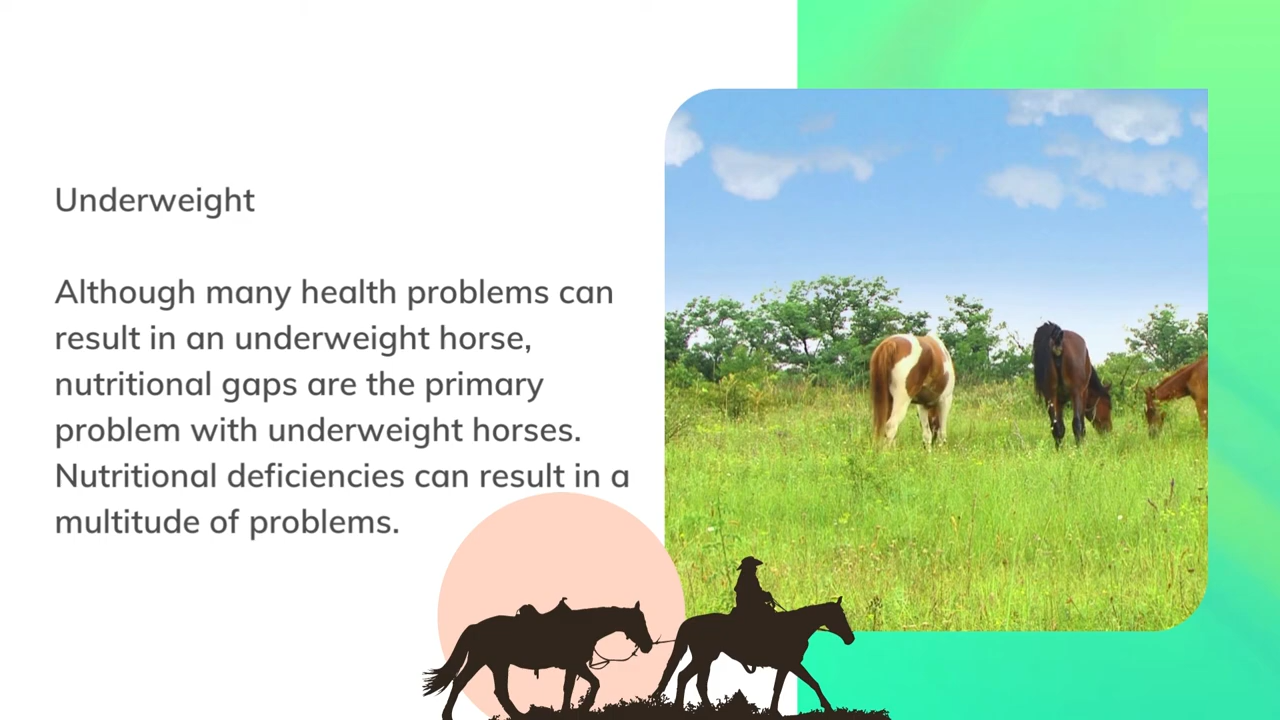 Underweight
Although many health problems can
result in an underweight horse,
nutritional gaps are the primary
problem with underweight horses.
Nutritional deficiencies can result in a
multitude of problems.